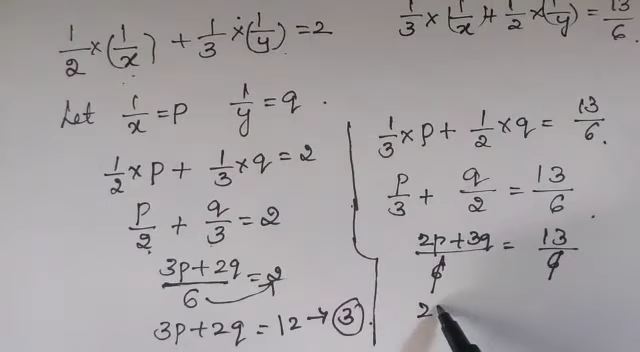 1/2 × (1/x) + 1/3 × (1/y) = 2
Let 1/x = p 1/y = q .
1/2 × p + 1/3 × q = 2
p/2 + q/3 = 2
(3p + 2q)/6 = 2
3p + 2q = 12 → ③.
1/3 × (1/x) + 1/2 × (1/y) = 13/6.
1/3 × p + 1/2 × q = 13/6.
p/3 + q/2 = 13/6 .
(2p + 3q)/6 = 13/6
2